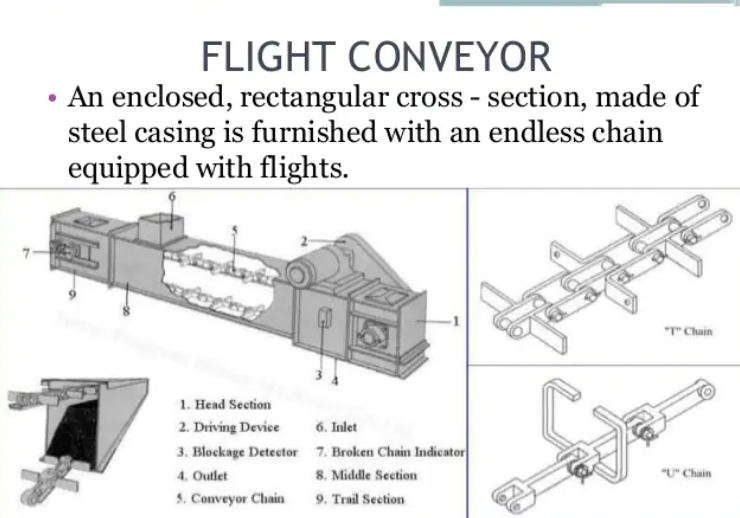 FLIGHT CONVEYOR
• An enclosed, rectangular cross - section, made of
steel casing is furnished with an endless chain
equipped with flights.
6
5
2
7
9
8
1
3
4
"T" Chain
1. Head Section
2. Driving Device
3. Blockage Detector
4. Outlet
5. Conveyor Chain
6. Inlet
7. Broken Chain Indicator
8. Middle Section
9. Trail Section
"U" Chain